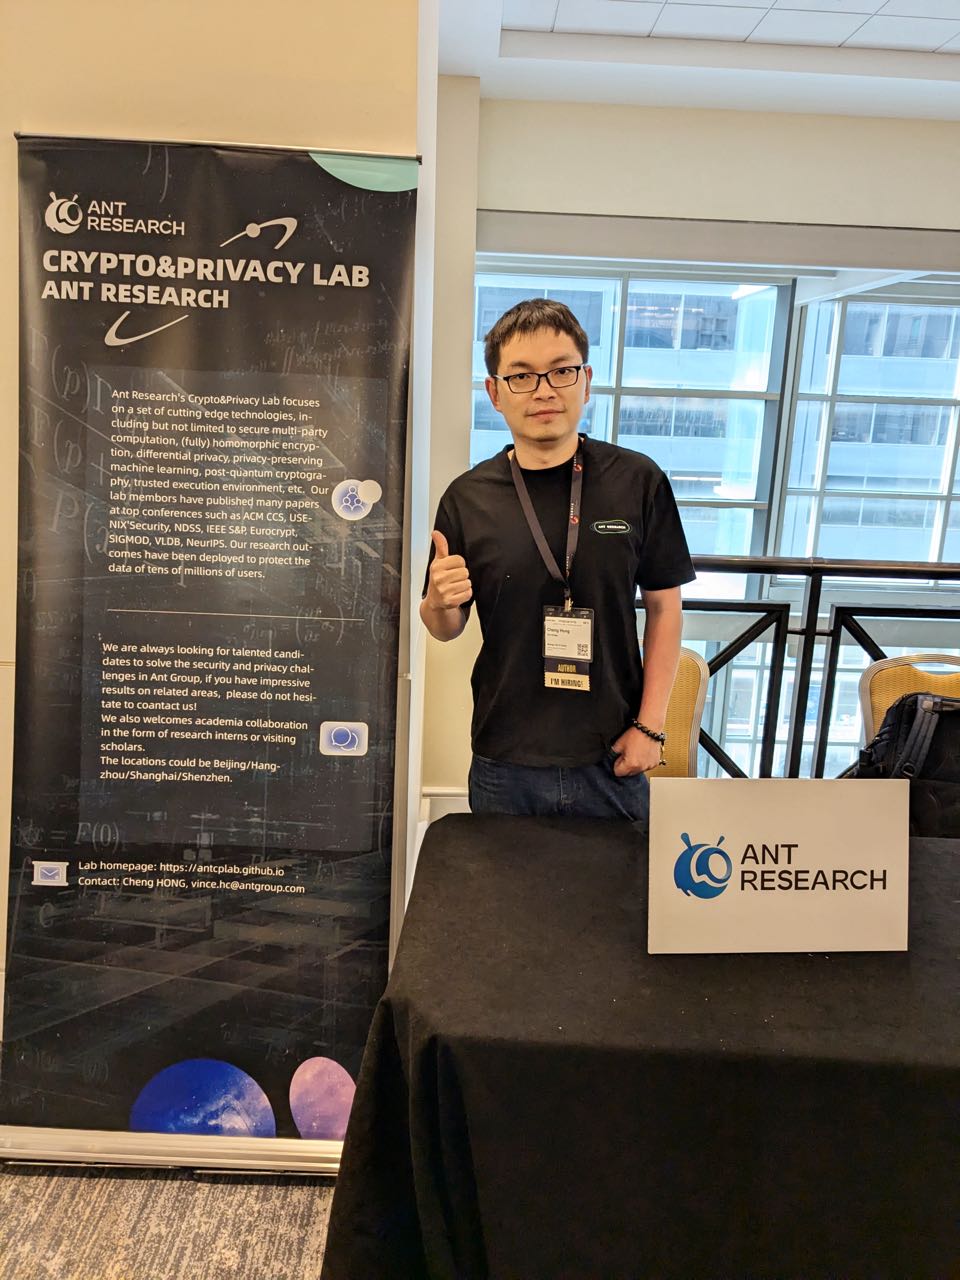 ANT
RESEARCH
CRYPTO&PRIVACY LAB
ANT RESEARCH
Ant Research's Crypto&Privacy Lab focuses
on a set of cutting edge technologies, in-
cluding but not limited to secure multi-party
computation, (fully) homomorphic encryp-
tion, differential privacy, privacy-preserving
machine learning, post-quantum cryptogra-
phy, trusted execution environment, etc. Our
lab membors have published many papers
at top conferences such as ACM CCS, USE-
NIX'Security, NDSS, IEEE S&P, Eurocrypt,
SIGMOD, VLDB, NeurIPS. Our research out-
comes have been deployed to protect the
data of tens of millions of users.
We are always looking for talented candi-
dates to solve the security and privacy chal-
lenges in Ant Group, if you have impressive
results on related areas, please do not hesi-
tate to coantact us!
We also welcomes academia collaboration
in the form of research interns or visiting
scholars.
The locations could be Beijing/Hang-
zhou/Shanghai/Shenzhen.
Lab homepage: https://antcplab.github.io
Contact: Cheng HONG, vince.hc@antgroup.com
F(0)
ANT RESEARCH
Cheng Hong
AUTHOR
I'M HIRING!
ANT
RESEARCH